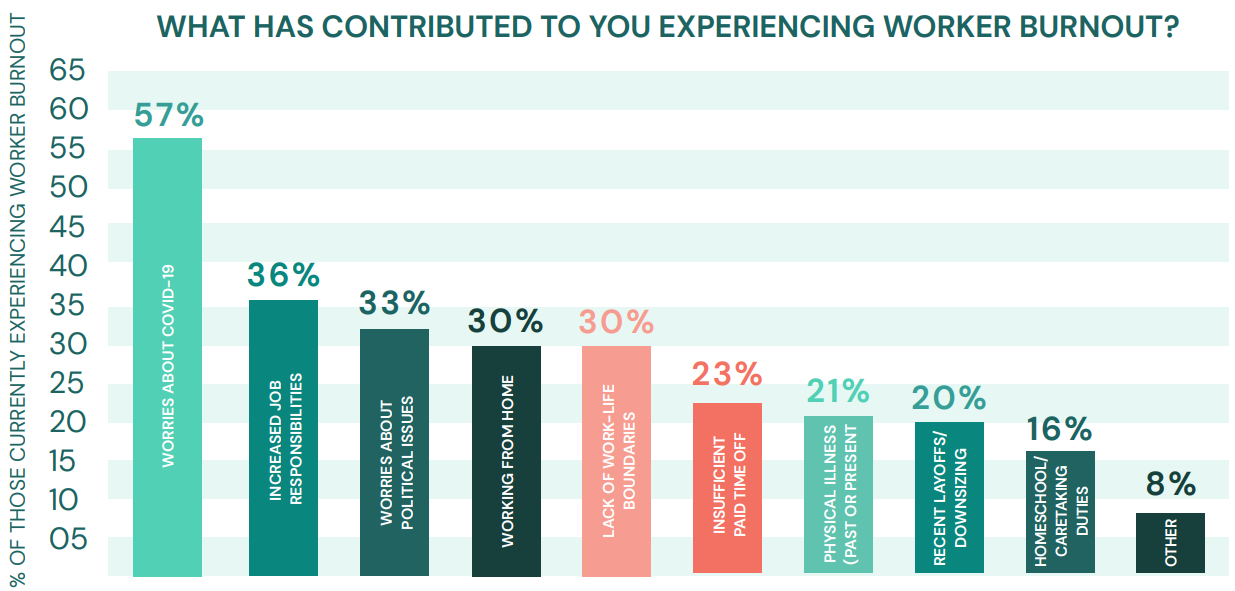 WHAT HAS CONTRIBUTED TO YOU EXPERIENCING WORKER BURNOUT?
% OF THOSE CURRENTLY EXPERIENCING WORKER BURNOUT
65
60
55
50
45
40
35
30
25
20
15
10
05
57%
WORRIES ABOUT COVID-19
36%
INCREASED JOB
RESPONSIBILITIES
33%
WORRIES ABOUT
POLITICAL ISSUES
30%
WORKING FROM HOME
30%
LACK OF WORK-LIFE
BOUNDARIES
23%
INSUFFICIENT
PAID TIME OFF
21%
PHYSICAL ILLNESS
(PAST OR PRESENT
20%
RECENT LAYOFFS/
DOWNSIZING
16%
HOMESCHOOL/
CARETAKING
DUTIES
8%
OTHER